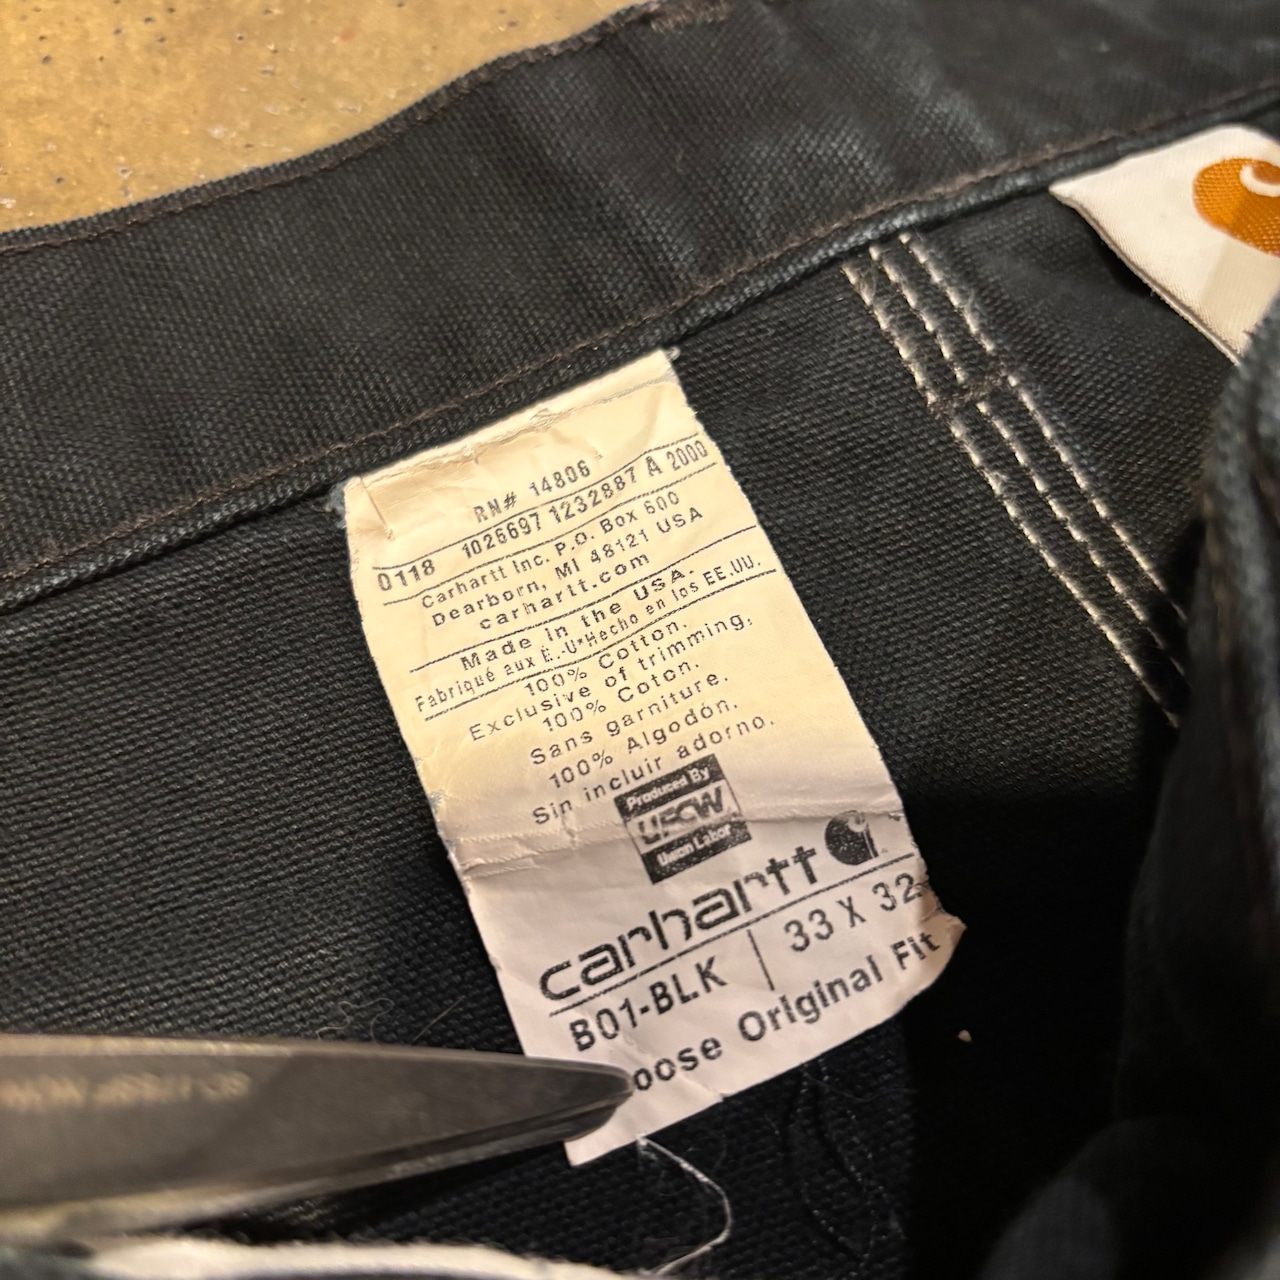 RN# 14806
0118 1026697 1232887 A 2000
Carhartt Inc. P.O. Box 600
Dearborn, MI 48121 USA
carhartt.com
Made in the USA.
Fabriqué aux É.-U*Hecho en los EE.UU.
100% Cotton.
Exclusive of trimming.
100% Coton.
Sans garniture.
100% Algodón.
Sin incluir adorno.
Produced By
UFCW
Union Labor
carhartt
B01-BLK | 33 X 32
oose Original Fit